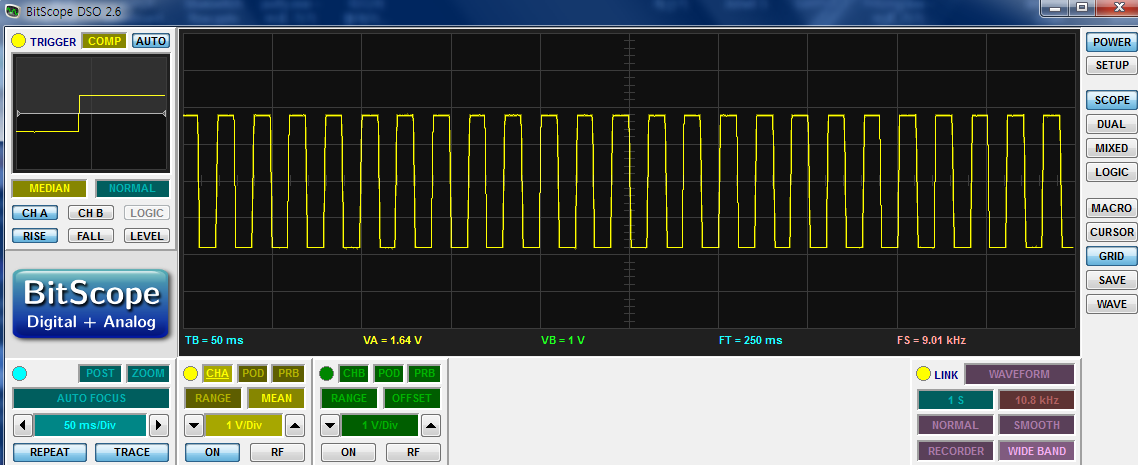 BitScope DSO 2.6
TRIGGER COMP AUTO
MEDIAN NORMAL
CH A CH B LOGIC
RISE FALL LEVEL
BitScope
Digital + Analog
TB = 50 ms VA = 1.64 V VB = 1 V FT = 250 ms FS = 9.01 kHz
POWER
SETUP
SCOPE
DUAL
MIXED
LOGIC
MACRO
CURSOR
GRID
SAVE
WAVE
POST ZOOM
AUTO FOCUS
50 ms/Div
REPEAT TRACE
CHA POD PRB
RANGE MEAN
1 V/Div
ON RF
CHB POD PRB
RANGE OFFSET
1 V/Div
ON RF
LINK WAVEFORM
1 S 10.8 kHz
NORMAL SMOOTH
RECORDER WIDE BAND